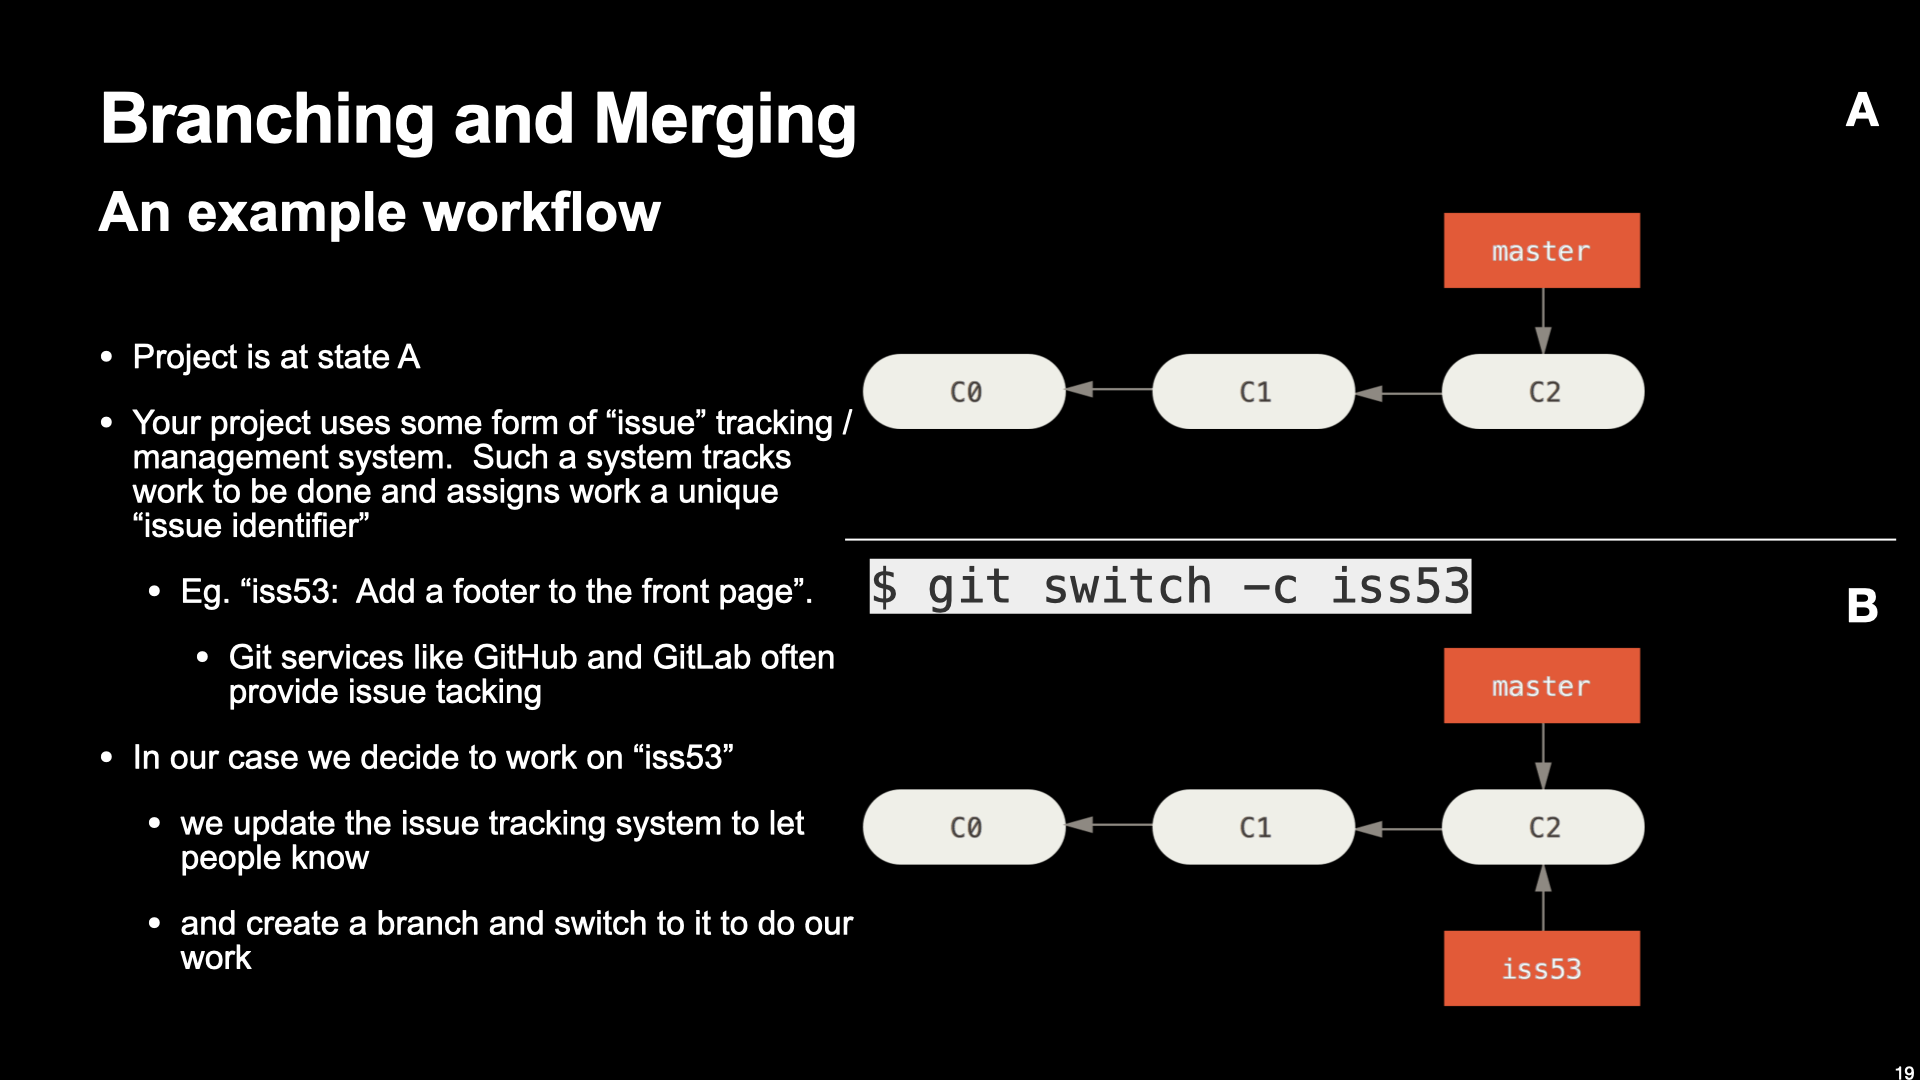 Branching and Merging
An example workflow
• Project is at state A
• Your project uses some form of “issue” tracking /
management system.  Such a system tracks
work to be done and assigns work a unique
“issue identifier”
• Eg. “iss53:  Add a footer to the front page”.
• Git services like GitHub and GitLab often
provide issue tacking
• In our case we decide to work on “iss53”
• we update the issue tracking system to let
people know
• and create a branch and switch to it to do our
work
A
master
C0 C1 C2
$ git switch -c iss53
B
master
C0 C1 C2
iss53
19